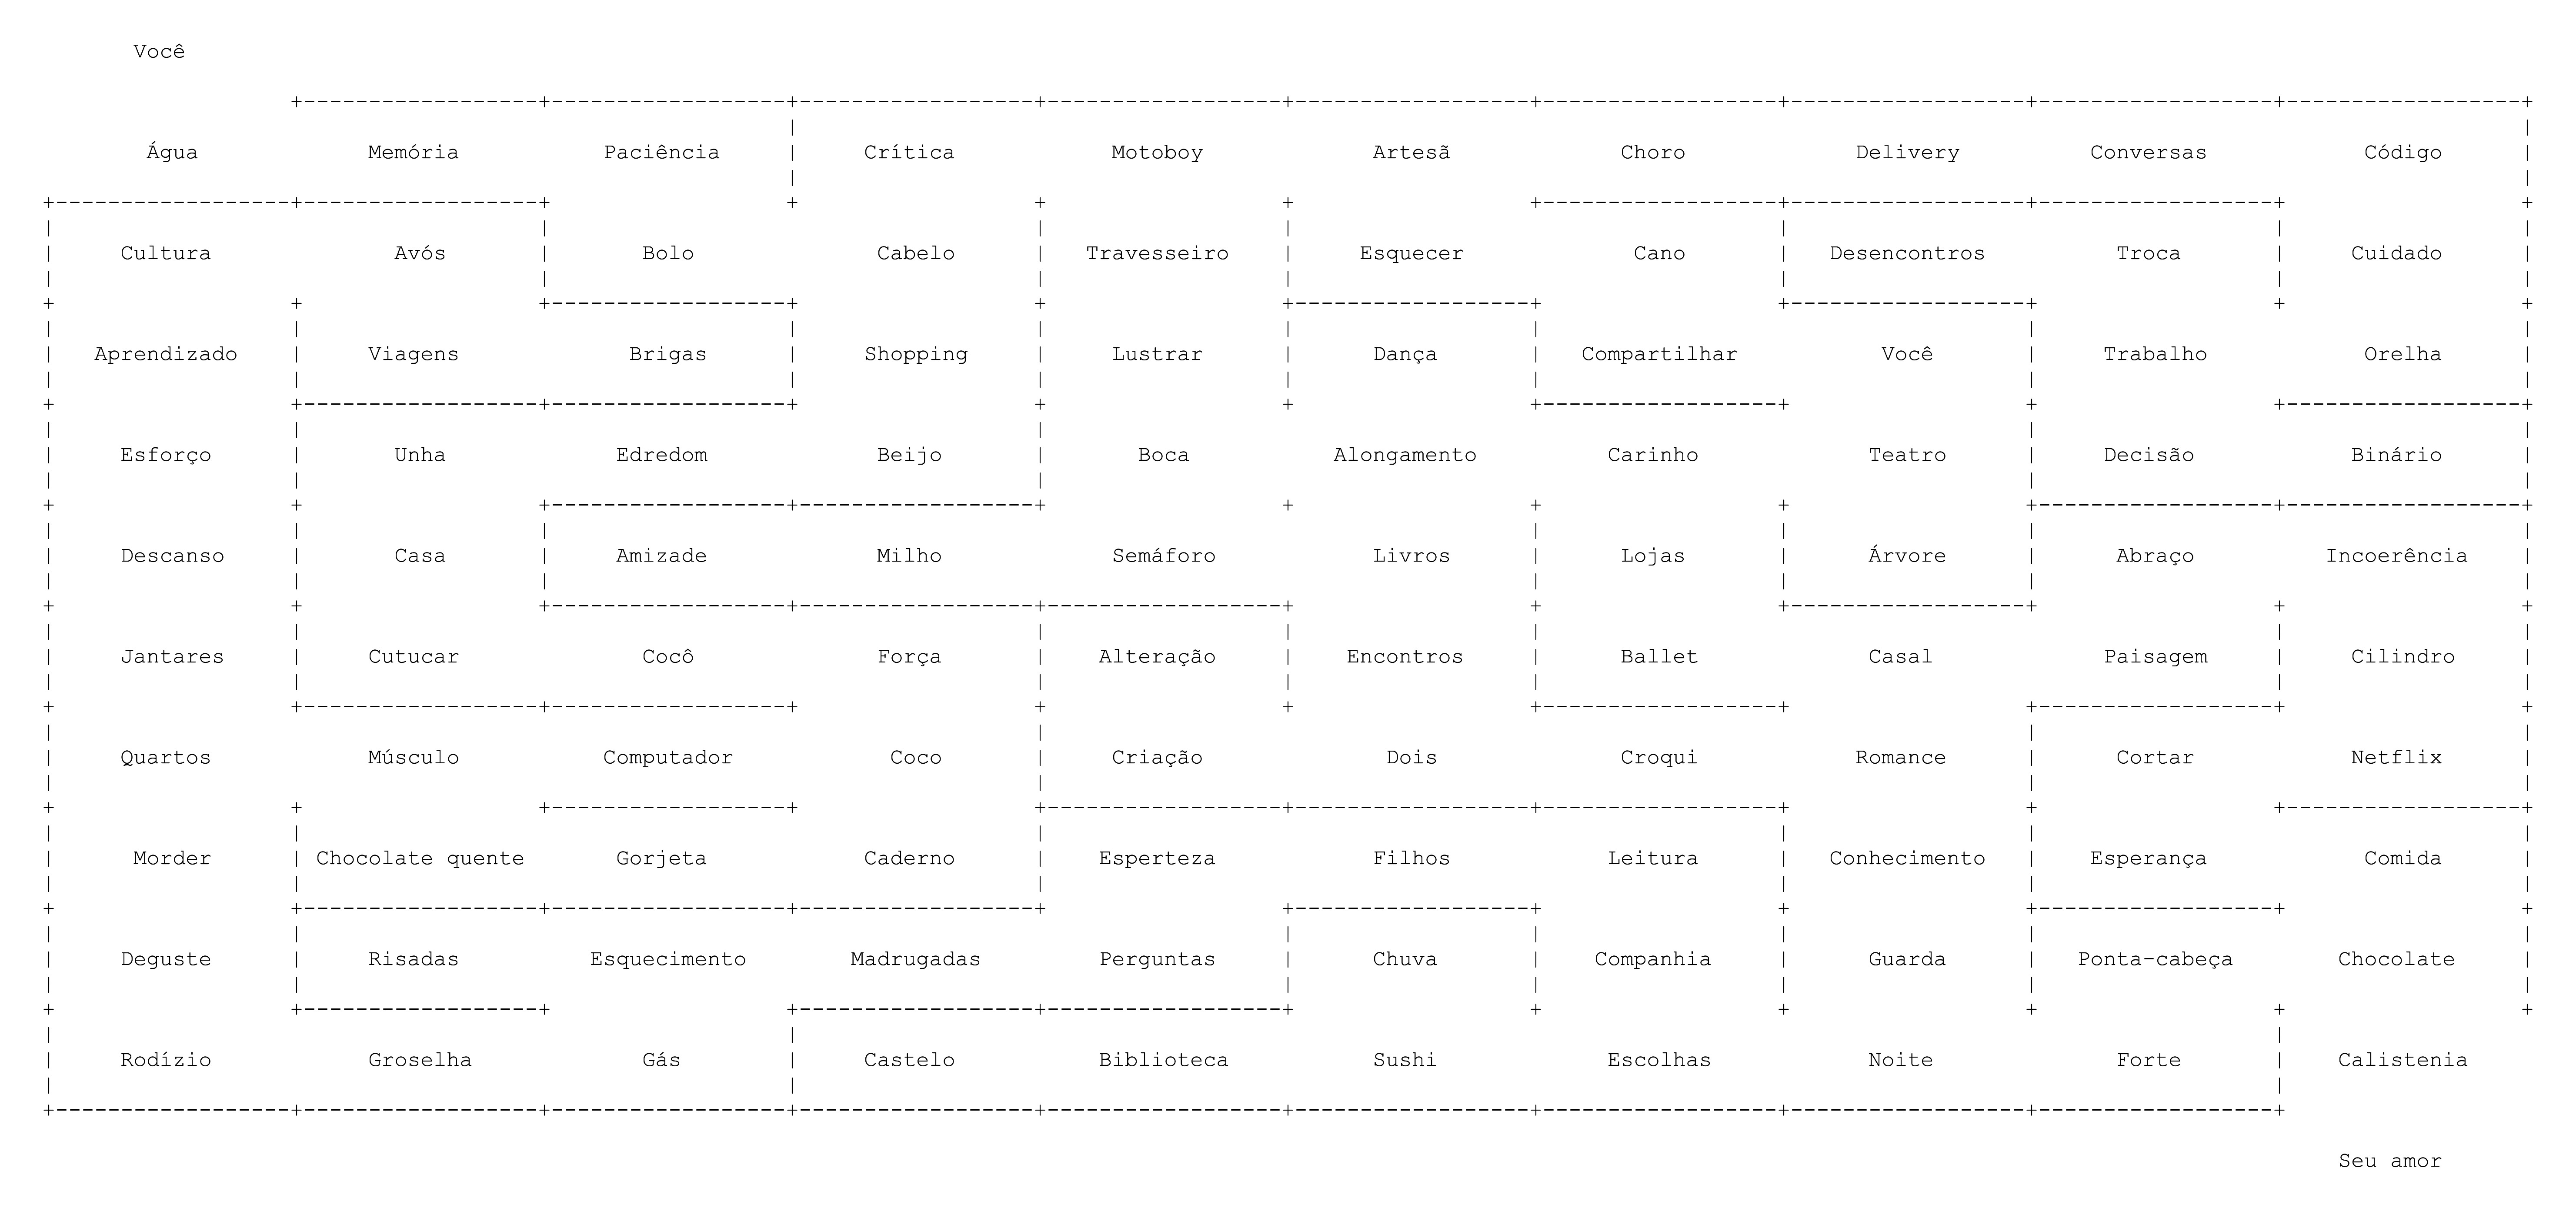 Você
Água Memória Paciência Crítica Motoboy Artesã Choro Delivery Conversas Código
Cultura Avós Bolo Cabelo Travesseiro Esquecer Cano Desencontros Troca Cuidado
Aprendizado Viagens Brigas Shopping Lustrar Dança Compartilhar Você Trabalho Orelha
Esforço Unha Edredom Beijo Boca Alongamento Carinho Teatro Decisão Binário
Descanso Casa Amizade Milho Semáforo Livros Lojas Árvore Abraço Incoerência
Jantares Cutucar Cocô Força Alteração Encontros Ballet Casal Paisagem Cilindro
Quartos Músculo Computador Coco Criação Dois Croqui Romance Cortar Netflix
Morder Chocolate quente Gorjeta Caderno Esperteza Filhos Leitura Conhecimento Esperança Comida
Deguste Risadas Esquecimento Madrugadas Perguntas Chuva Companhia Guarda Ponta-cabeça Chocolate
Rodízio Groselha Gás Castelo Biblioteca Sushi Escolhas Noite Forte Calistenia
Seu amor